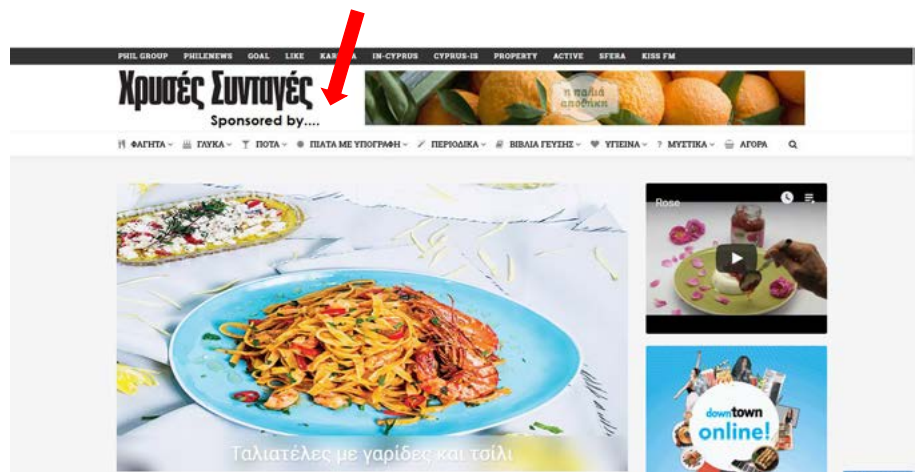 PHIL GROUP PHILENEWS GOAL LIKE IN-CYPRUS CYPRUS-IS PROPERTY ACTIVE SFERA KISS FM
Χρυσές Συνταγές
Sponsored by....
η παλιά
αποθήκη
ΦΑΓΗΤΑ ΓΛΥΚΑ ΠΟΤΑ ΠΙΑΤΑ ΜΕ ΥΠΟΓΡΑΦΗ ΠΕΡΙΟΔΙΚΑ ΒΙΒΛΙΑ ΓΕΥΣΗΣ ΥΓΙΕΙΝΑ ? ΜΥΣΤΙΚΑ ΑΓΟΡΑ
Rose
downtown
online!
Ταλιατέλες με γαρίδες και τσίλι